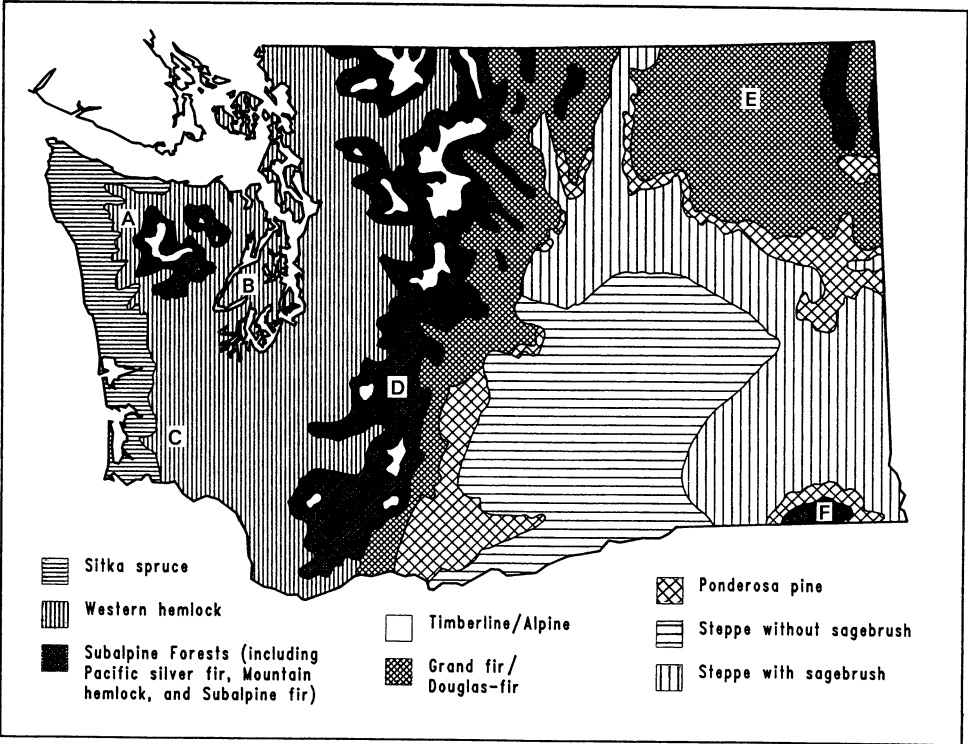 E
A
B
D
C
F
Sitka spruce
Western hemlock
Subalpine Forests (including
Pacific silver fir, Mountain
hemlock, and Subalpine fir)
Timberline/Alpine
Grand fir/
Douglas-fir
Ponderosa pine
Steppe without sagebrush
Steppe with sagebrush